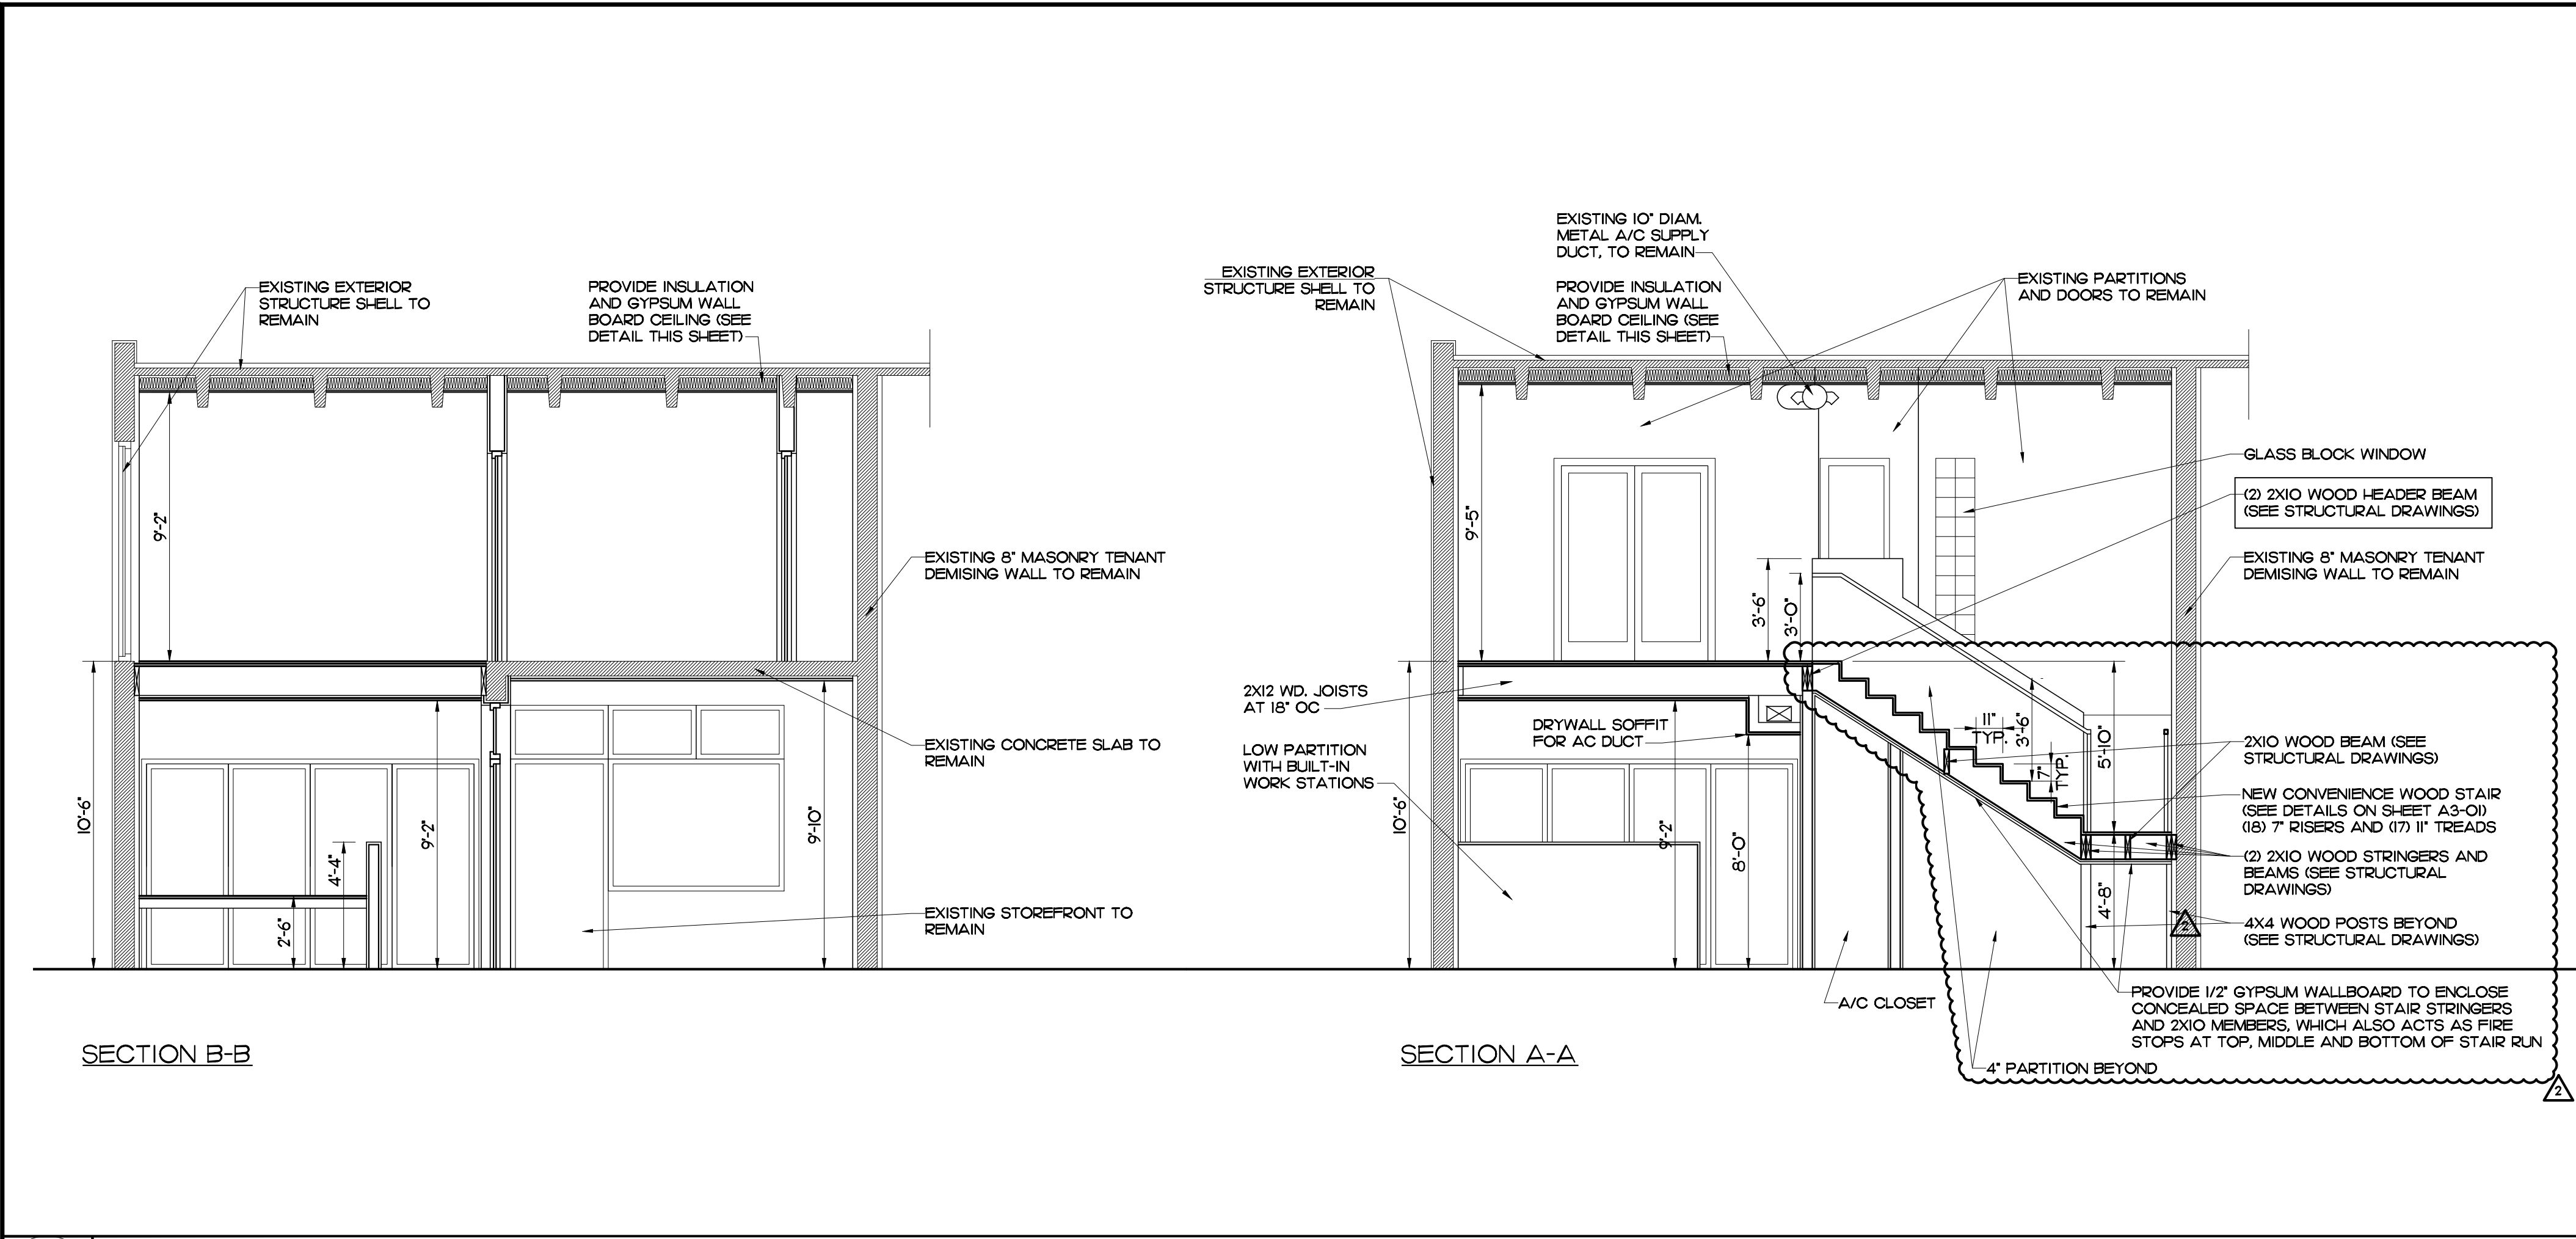 EXISTING EXTERIOR
STRUCTURE SHELL TO
REMAIN
PROVIDE INSULATION
AND GYPSUM WALL
BOARD CEILING (SEE
DETAIL THIS SHEET)
9'-2"
EXISTING 8" MASONRY TENANT
DEMISING WALL TO REMAIN
EXISTING CONCRETE SLAB TO
REMAIN
EXISTING STOREFRONT TO
REMAIN
10'-6"
2'-6"
4'-4"
9'-2"
9'-10"
SECTION B-B
EXISTING EXTERIOR
STRUCTURE SHELL TO
REMAIN
EXISTING 10" DIAM.
METAL A/C SUPPLY
DUCT, TO REMAIN
PROVIDE INSULATION
AND GYPSUM WALL
BOARD CEILING (SEE
DETAIL THIS SHEET)
EXISTING PARTITIONS
AND DOORS TO REMAIN
GLASS BLOCK WINDOW
(2) 2X10 WOOD HEADER BEAM
(SEE STRUCTURAL DRAWINGS)
EXISTING 8" MASONRY TENANT
DEMISING WALL TO REMAIN
9'-5"
3'-6"
3'-0"
2X12 WD. JOISTS
AT 18" OC
DRYWALL SOFFIT
FOR AC DUCT
LOW PARTITION
WITH BUILT-IN
WORK STATIONS
10'-6"
9'-2"
8'-0"
11"
TYP.
3'-6"
7"
TYP.
5'-10"
4'-8"
2X10 WOOD BEAM (SEE
STRUCTURAL DRAWINGS)
NEW CONVENIENCE WOOD STAIR
(SEE DETAILS ON SHEET A3-01)
(18) 7" RISERS AND (17) 11" TREADS
(2) 2X10 WOOD STRINGERS AND
BEAMS (SEE STRUCTURAL
DRAWINGS)
2
4X4 WOOD POSTS BEYOND
(SEE STRUCTURAL DRAWINGS)
A/C CLOSET
PROVIDE 1/2" GYPSUM WALLBOARD TO ENCLOSE
CONCEALED SPACE BETWEEN STAIR STRINGERS
AND 2X10 MEMBERS, WHICH ALSO ACTS AS FIRE
STOPS AT TOP, MIDDLE AND BOTTOM OF STAIR RUN
4" PARTITION BEYOND
2
SECTION A-A